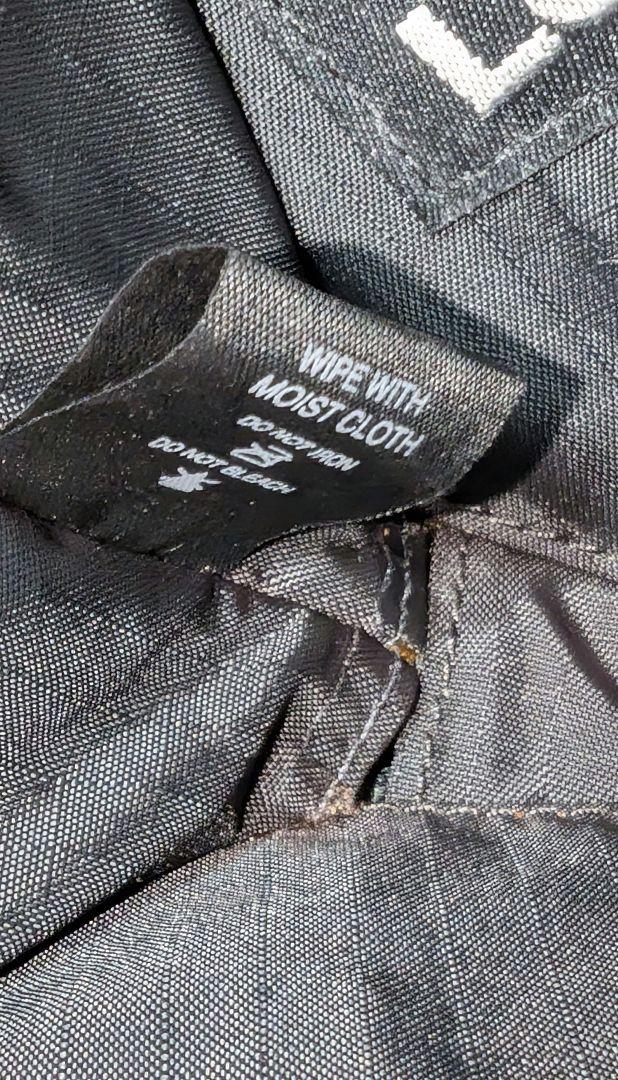 WIPE WITH
MOIST CLOTH
DO NOT IRON
DO NOT BLEACH